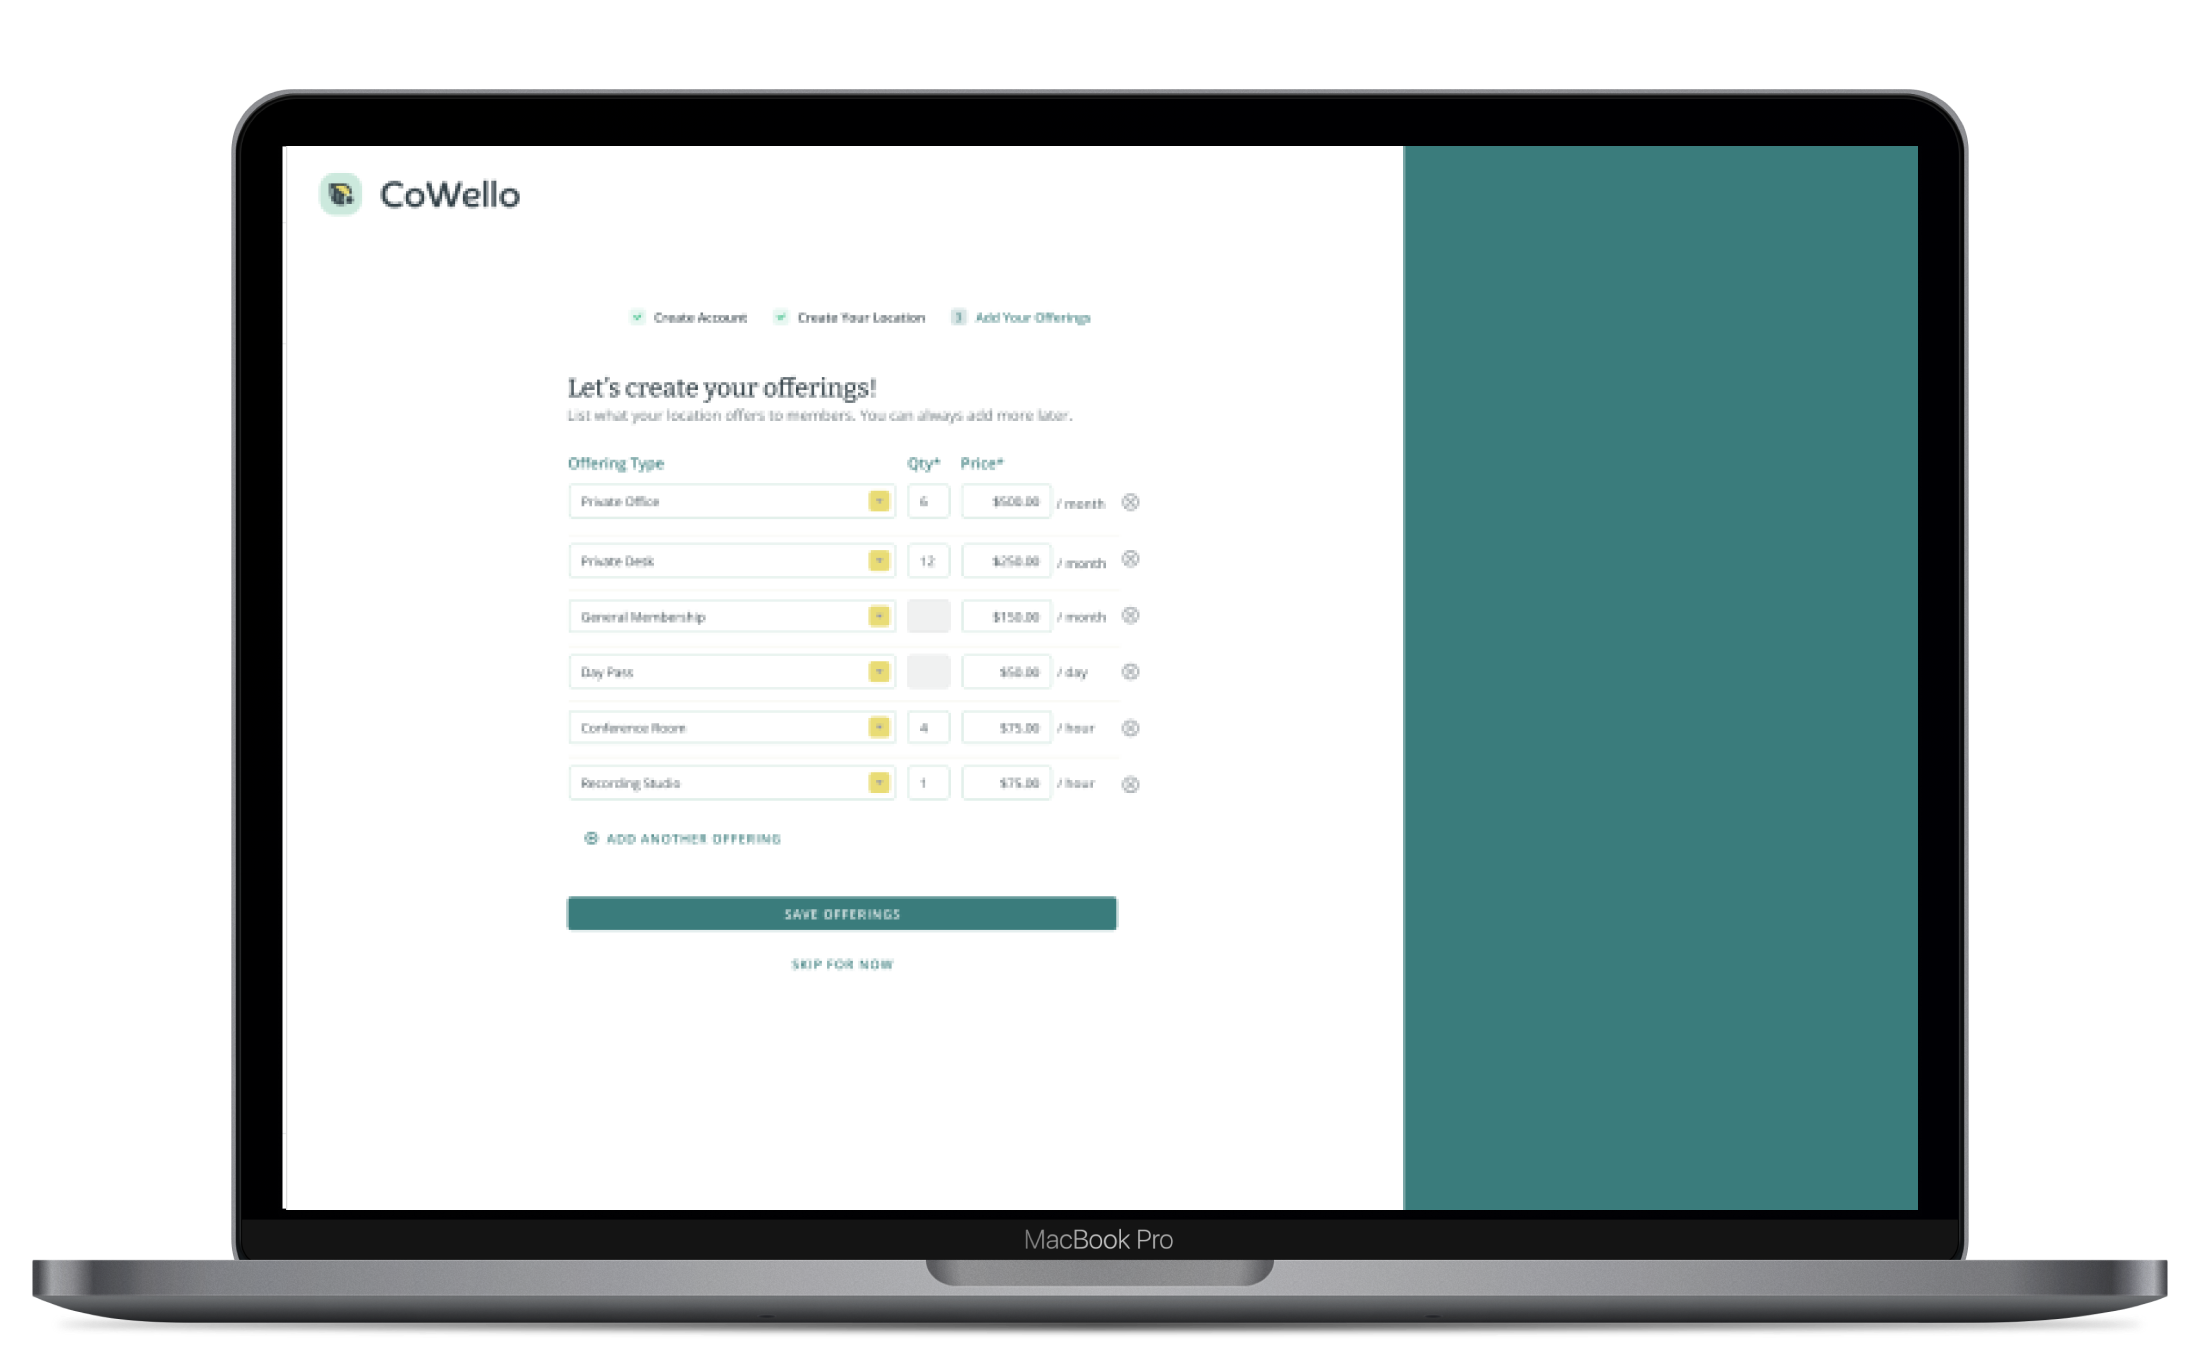 CoWello
Create Account Create Your Location 3 Add Your Offerings
Let's create your offerings!
List what your location offers to members. You can always add more later.
Offering Type Qty* Price*
Private Office 6 $500.00 / month
Private Desk 12 $250.00 / month
General Membership $150.00 / month
Day Pass $50.00 / day
Conference Room 4 $75.00 / hour
Recording Studio 1 $75.00 / hour
ADD ANOTHER OFFERING
SAVE OFFERINGS
SKIP FOR NOW
MacBook Pro